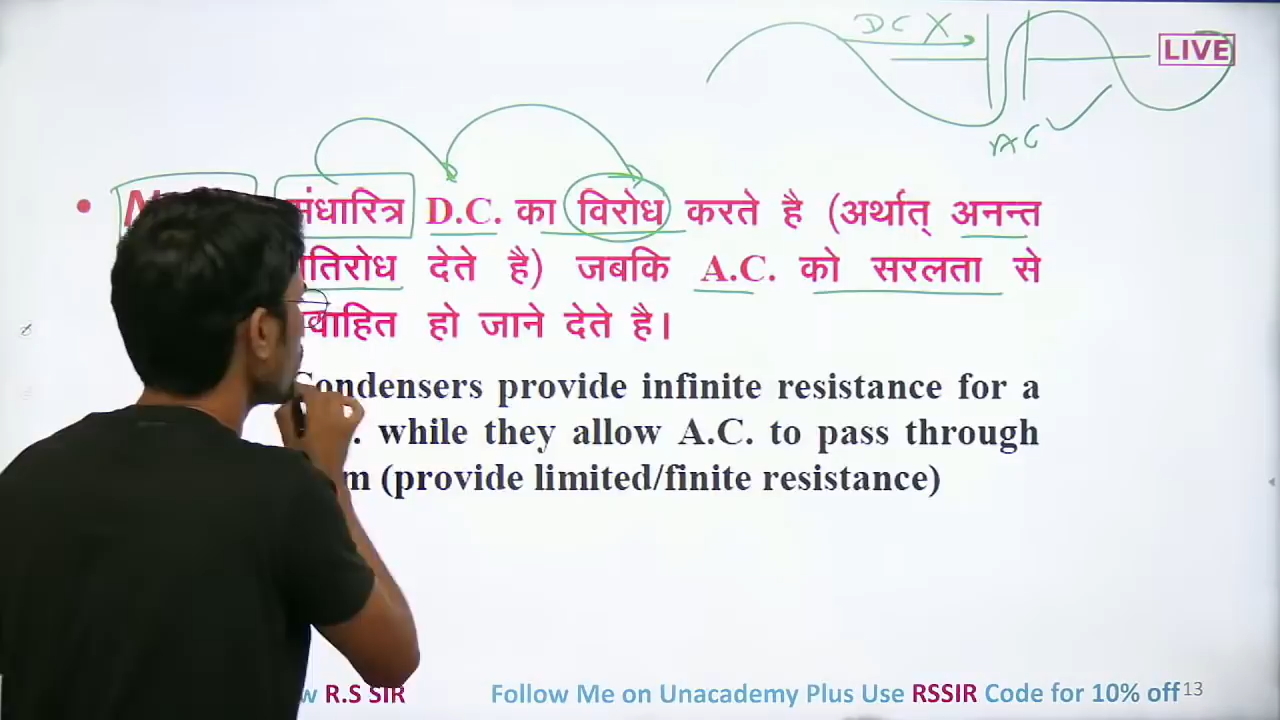 DC X
LIVE
AC
संधारित्र D.C. का विरोध करते है (अर्थात् अनन्त
देते है) जबकि A.C. को सरलता से
हो जाने देते है।
Condensers provide infinite resistance for a
while they allow A.C. to pass through
(provide limited/finite resistance)
R.S SIR Follow Me on Unacademy Plus Use RSSIR Code for 10% off 13